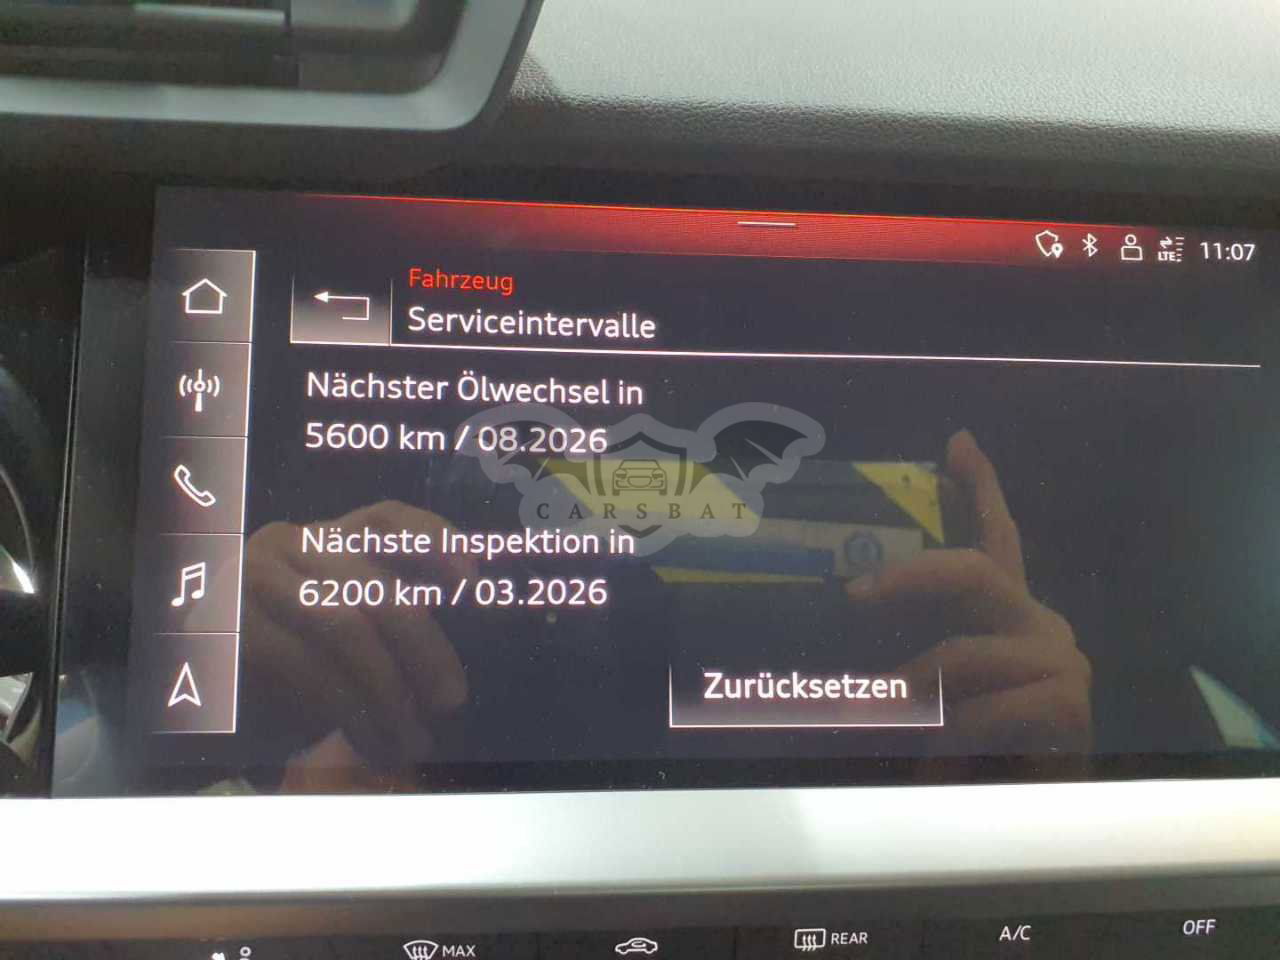 LTE
11:07
Fahrzeug
Serviceintervalle
Nächster Ölwechsel in
5600 km / 08.2026
CARSBAT
Nächste Inspektion in
6200 km / 03.2026
Zurücksetzen
MAX
REAR
A/C
OFF